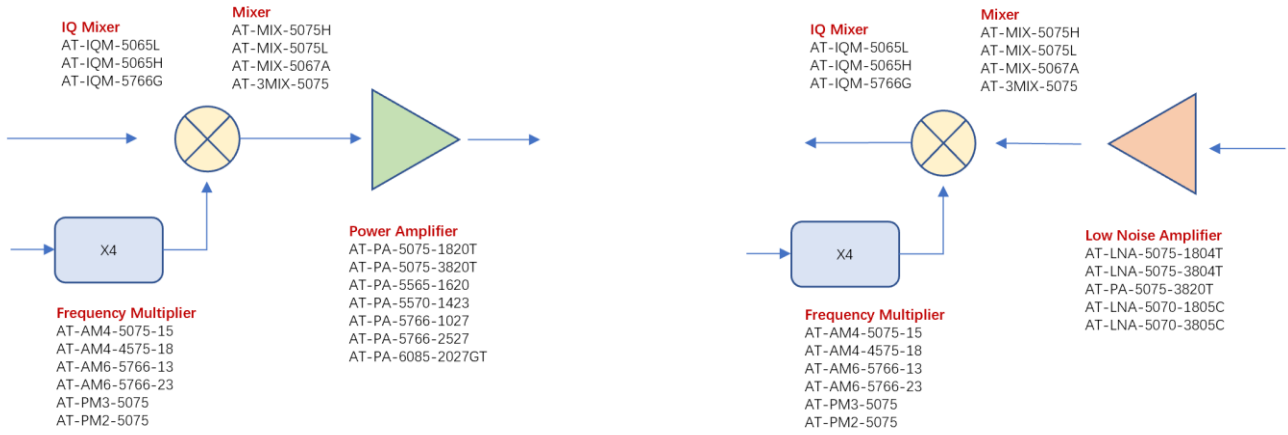 IQ Mixer
AT-IQM-5065L
AT-IQM-5065H
AT-IQM-5766G
Mixer
AT-MIX-5075H
AT-MIX-5075L
AT-MIX-5067A
AT-3MIX-5075
X4
Power Amplifier
AT-PA-5075-1820T
AT-PA-5075-3820T
AT-PA-5565-1620
AT-PA-5570-1423
AT-PA-5766-1027
AT-PA-5766-2527
AT-PA-6085-2027GT
Frequency Multiplier
AT-AM4-5075-15
AT-AM4-4575-18
AT-AM6-5766-13
AT-AM6-5766-23
AT-PM3-5075
AT-PM2-5075
IQ Mixer
AT-IQM-5065L
AT-IQM-5065H
AT-IQM-5766G
Mixer
AT-MIX-5075H
AT-MIX-5075L
AT-MIX-5067A
AT-3MIX-5075
X4
Low Noise Amplifier
AT-LNA-5075-1804T
AT-LNA-5075-3804T
AT-PA-5075-3820T
AT-LNA-5070-1805C
AT-LNA-5070-3805C
Frequency Multiplier
AT-AM4-5075-15
AT-AM4-4575-18
AT-AM6-5766-13
AT-AM6-5766-23
AT-PM3-5075
AT-PM2-5075